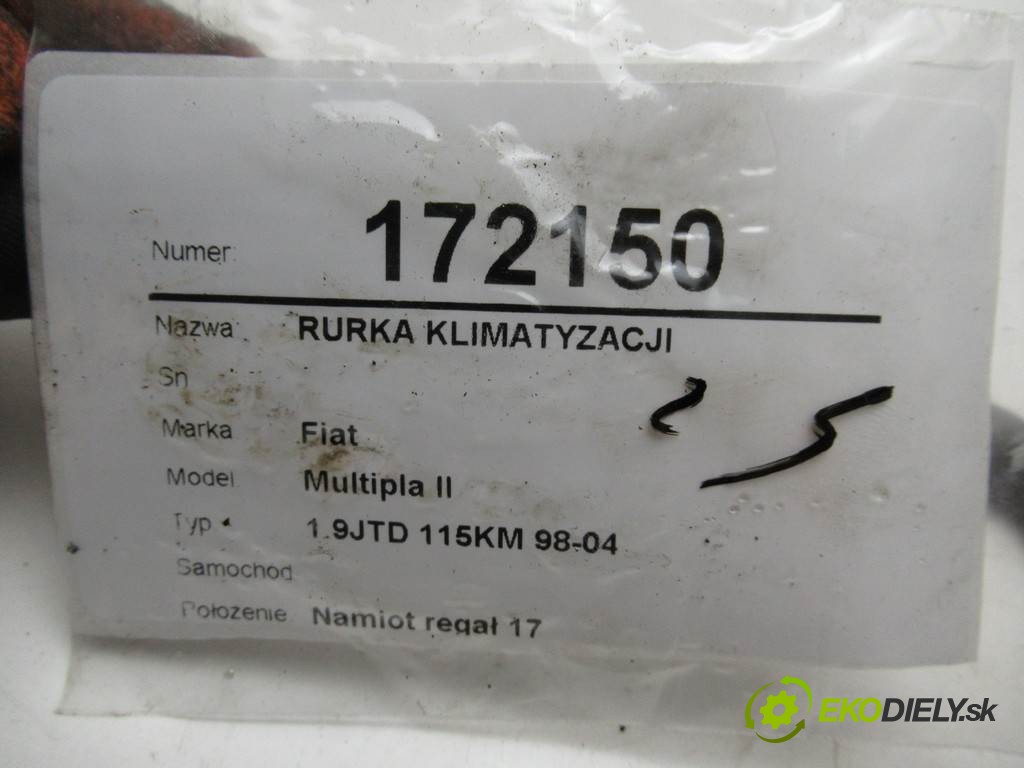 Numer: 172150
Nazwa: RURKA KLIMATYZACJI
Sn
Marka Fiat
Model Multipla II
Typ 1.9JTD 115KM 98-04
Samochod
Położenie Namiot regał 17
EKODIELY.sk